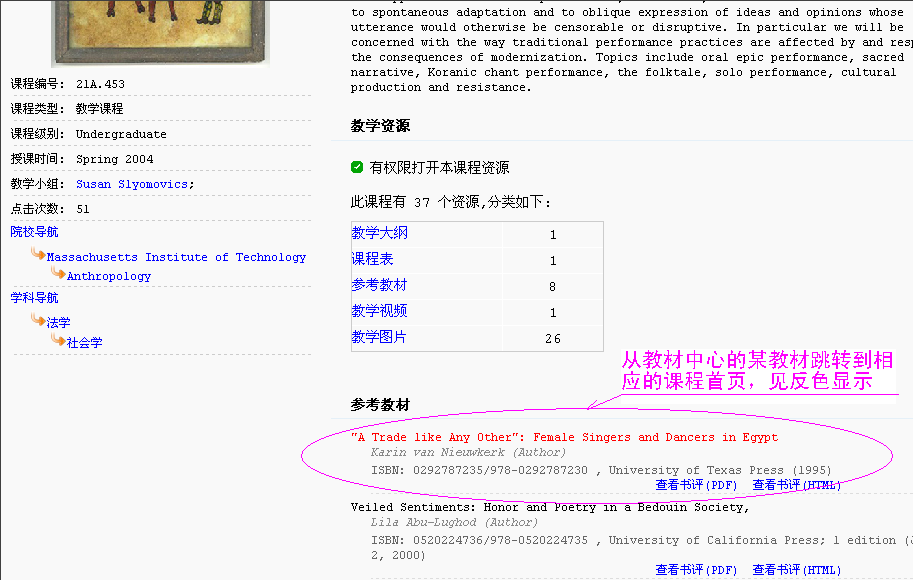 to spontaneous adaptation and to oblique expression of ideas and opinions whose
utterance would otherwise be censorable or disruptive. In particular we will be
concerned with the way traditional performance practices are affected by and resp
the consequences of modernization. Topics include oral epic performance, sacred
narrative, Koranic chant performance, the folktale, solo performance, cultural
production and resistance.
课程编号: 21A.453
课程类型: 教学课程
课程级别: Undergraduate
授课时间: Spring 2004
教学小组: Susan Slyomovics;
点击次数: 51
院校导航
Massachusetts Institute of Technology
Anthropology
学科导航
法学
社会学
教学资源
有权限打开本课程资源
此课程有 37 个资源,分类如下:
教学大纲 1
课程表 1
参考教材 8
教学视频 1
教学图片 26
从教材中心的某教材跳转到相
应的课程首页，见反色显示
参考教材
"A Trade like Any Other": Female Singers and Dancers in Egypt
Karin van Nieuwkerk (Author)
ISBN: 0292787235/978-0292787230 , University of Texas Press (1995)
查看书评(PDF) 查看书评(HTML)
Veiled Sentiments: Honor and Poetry in a Bedouin Society,
Lila Abu-Lughod (Author)
ISBN: 0520224736/978-0520224735 , University of California Press; 1 edition (J
2, 2000)
查看书评(PDF) 查看书评(HTML)